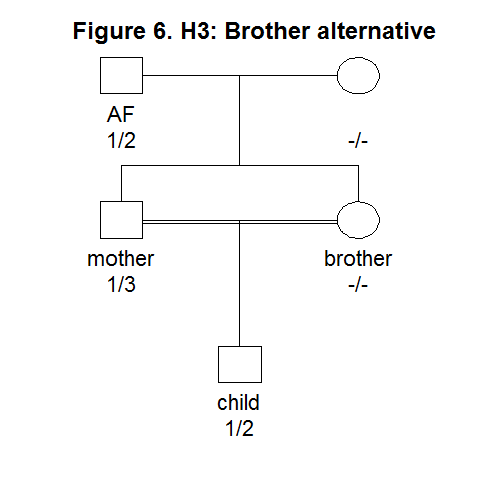 Figure 6. H3: Brother alternative
AF
1/2 -/-
mother brother
1/3 -/-
child
1/2